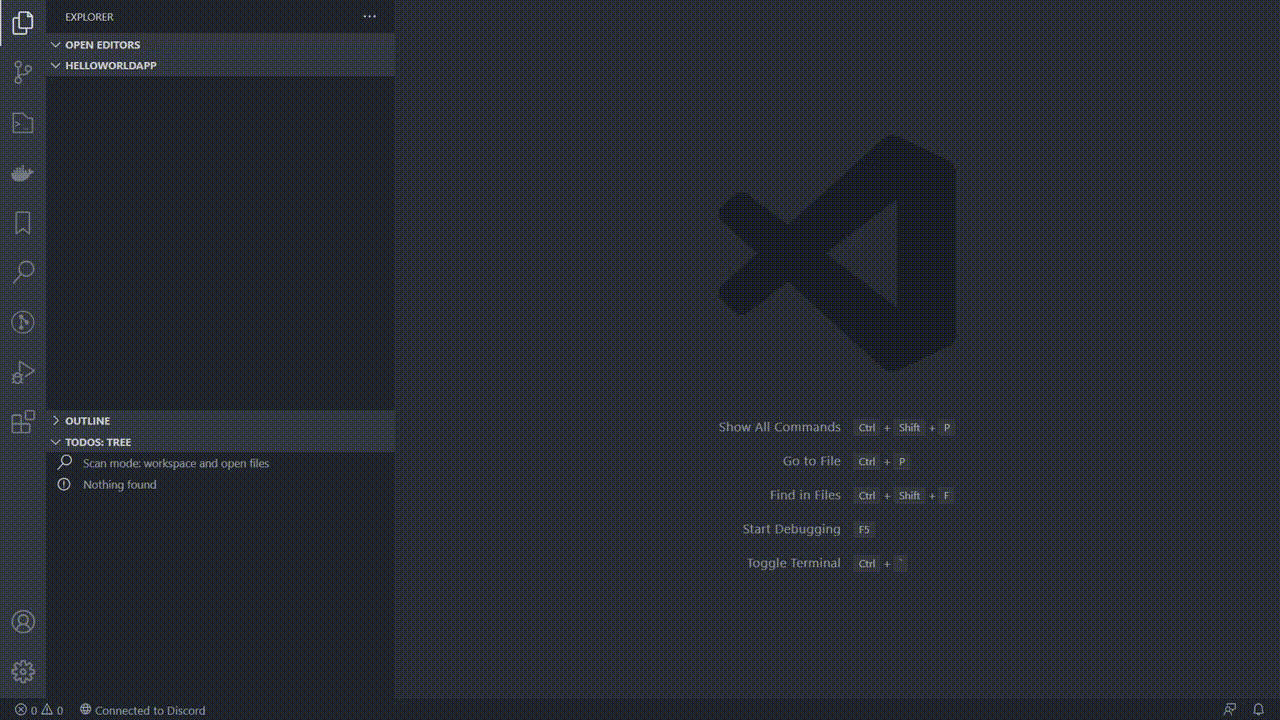 EXPLORER
OPEN EDITORS
HELLOWORLDAPP
OUTLINE
TODOS: TREE
Scan mode: workspace and open files
Nothing found
Show All Commands Ctrl + Shift + P
Go to File Ctrl + P
Find in Files Ctrl + Shift + F
Start Debugging F5
Toggle Terminal Ctrl + `
0 0 Connected to Discord